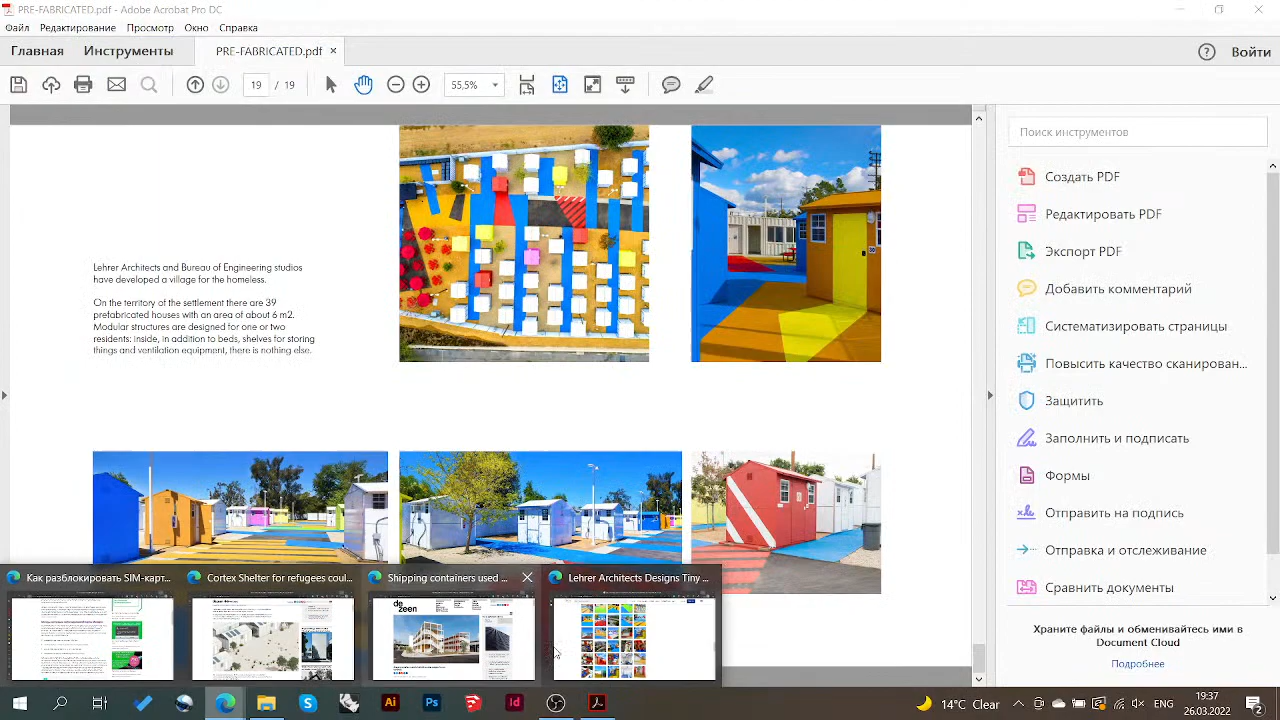 PRE-FABRICATED.pdf - Adobe Acrobat Pro DC
Файл Редактирование Просмотр Окно Справка
Главная Инструменты PRE-FABRICATED.pdf × Войти
19 / 19 55,5%
Поиск инструментов
Создать PDF
Редактировать PDF
Экспорт PDF
Добавить комментарий
Систематизировать страницы
Повысить качество сканирован...
Защитить
Заполнить и подписать
Формы
Отправить на подпись
Отправка и отслеживание
Сравнить документы
Храните файлы и обменивайтесь ими в
Document Cloud
Подробнее
Lehrer Architects and Bureau of Engineering studios
have developed a village for the homeless.
On the territory of the settlement there are 39
prefabricated houses with an area of about 6 m2.
Modular structures are designed for one or two
residents: inside, in addition to beds, shelves for storing
things and ventilation equipment, there is nothing else.
Как разблокировать SIM-карт...
Cortex Shelter for refugees cou...
Shipping containers used ...
Lehrer Architects Designs Tiny ...
de
zeen
Ai Ps Id
14°C Clear
19:37
26.03.2022